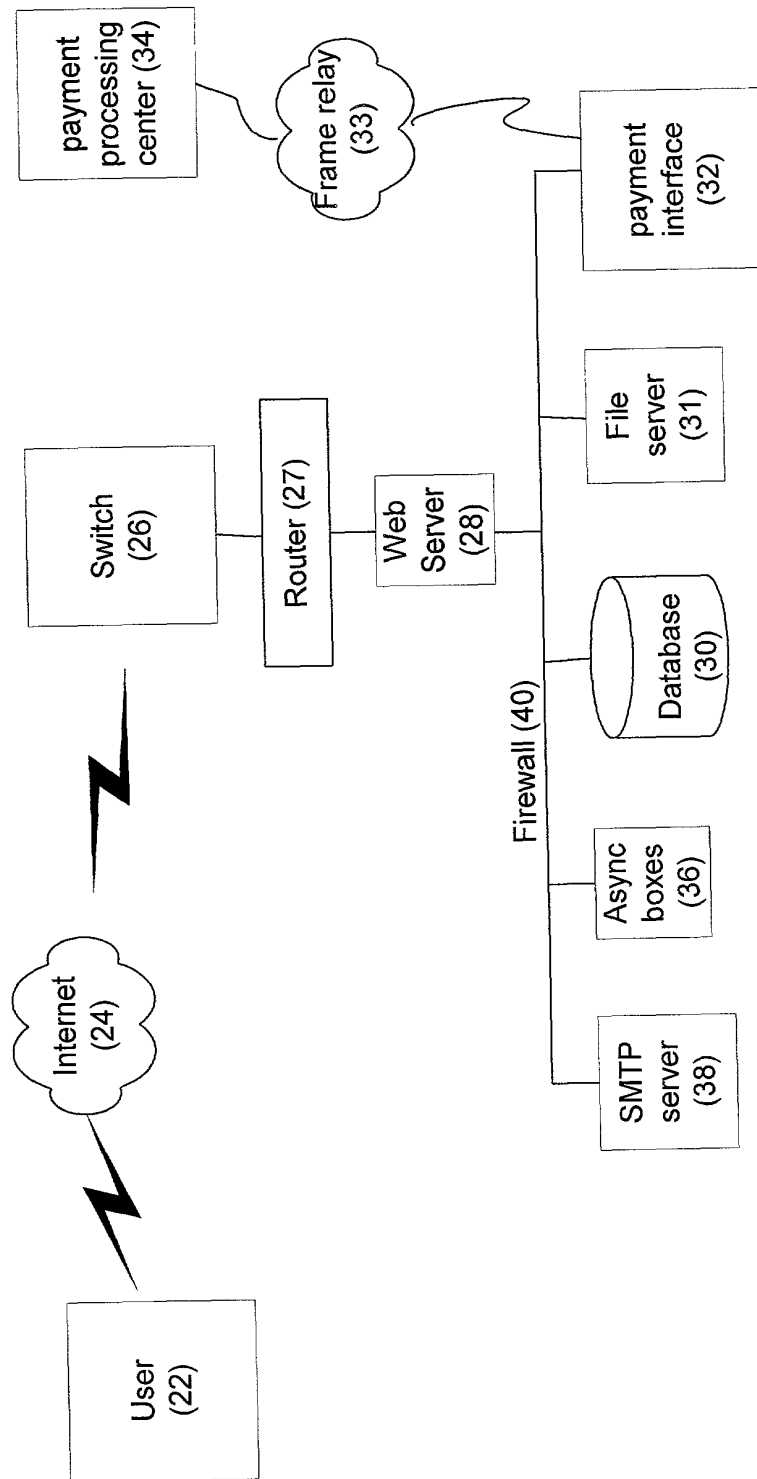 User
(22)
Internet
(24)
Switch
(26)
Router (27)
Web
Server
(28)
payment
processing
center (34)
Frame relay
(33)
Firewall (40)
SMTP
server
(38)
Async
boxes
(36)
Database
(30)
File
server
(31)
payment
interface
(32)